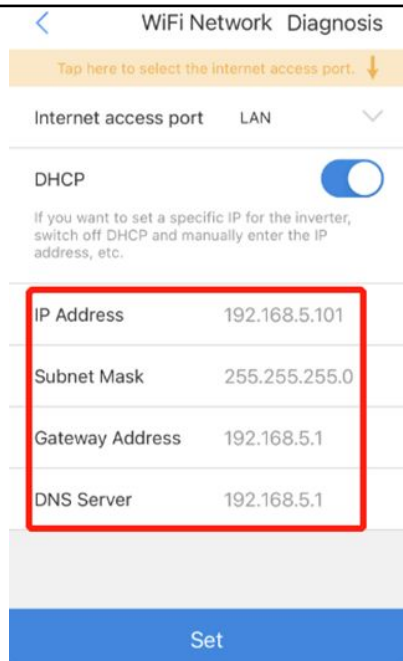 WiFi Network Diagnosis
Tap here to select the internet access port.
Internet access port LAN
DHCP
If you want to set a specific IP for the inverter,
switch off DHCP and manually enter the IP
address, etc.
IP Address 192.168.5.101
Subnet Mask 255.255.255.0
Gateway Address 192.168.5.1
DNS Server 192.168.5.1
Set